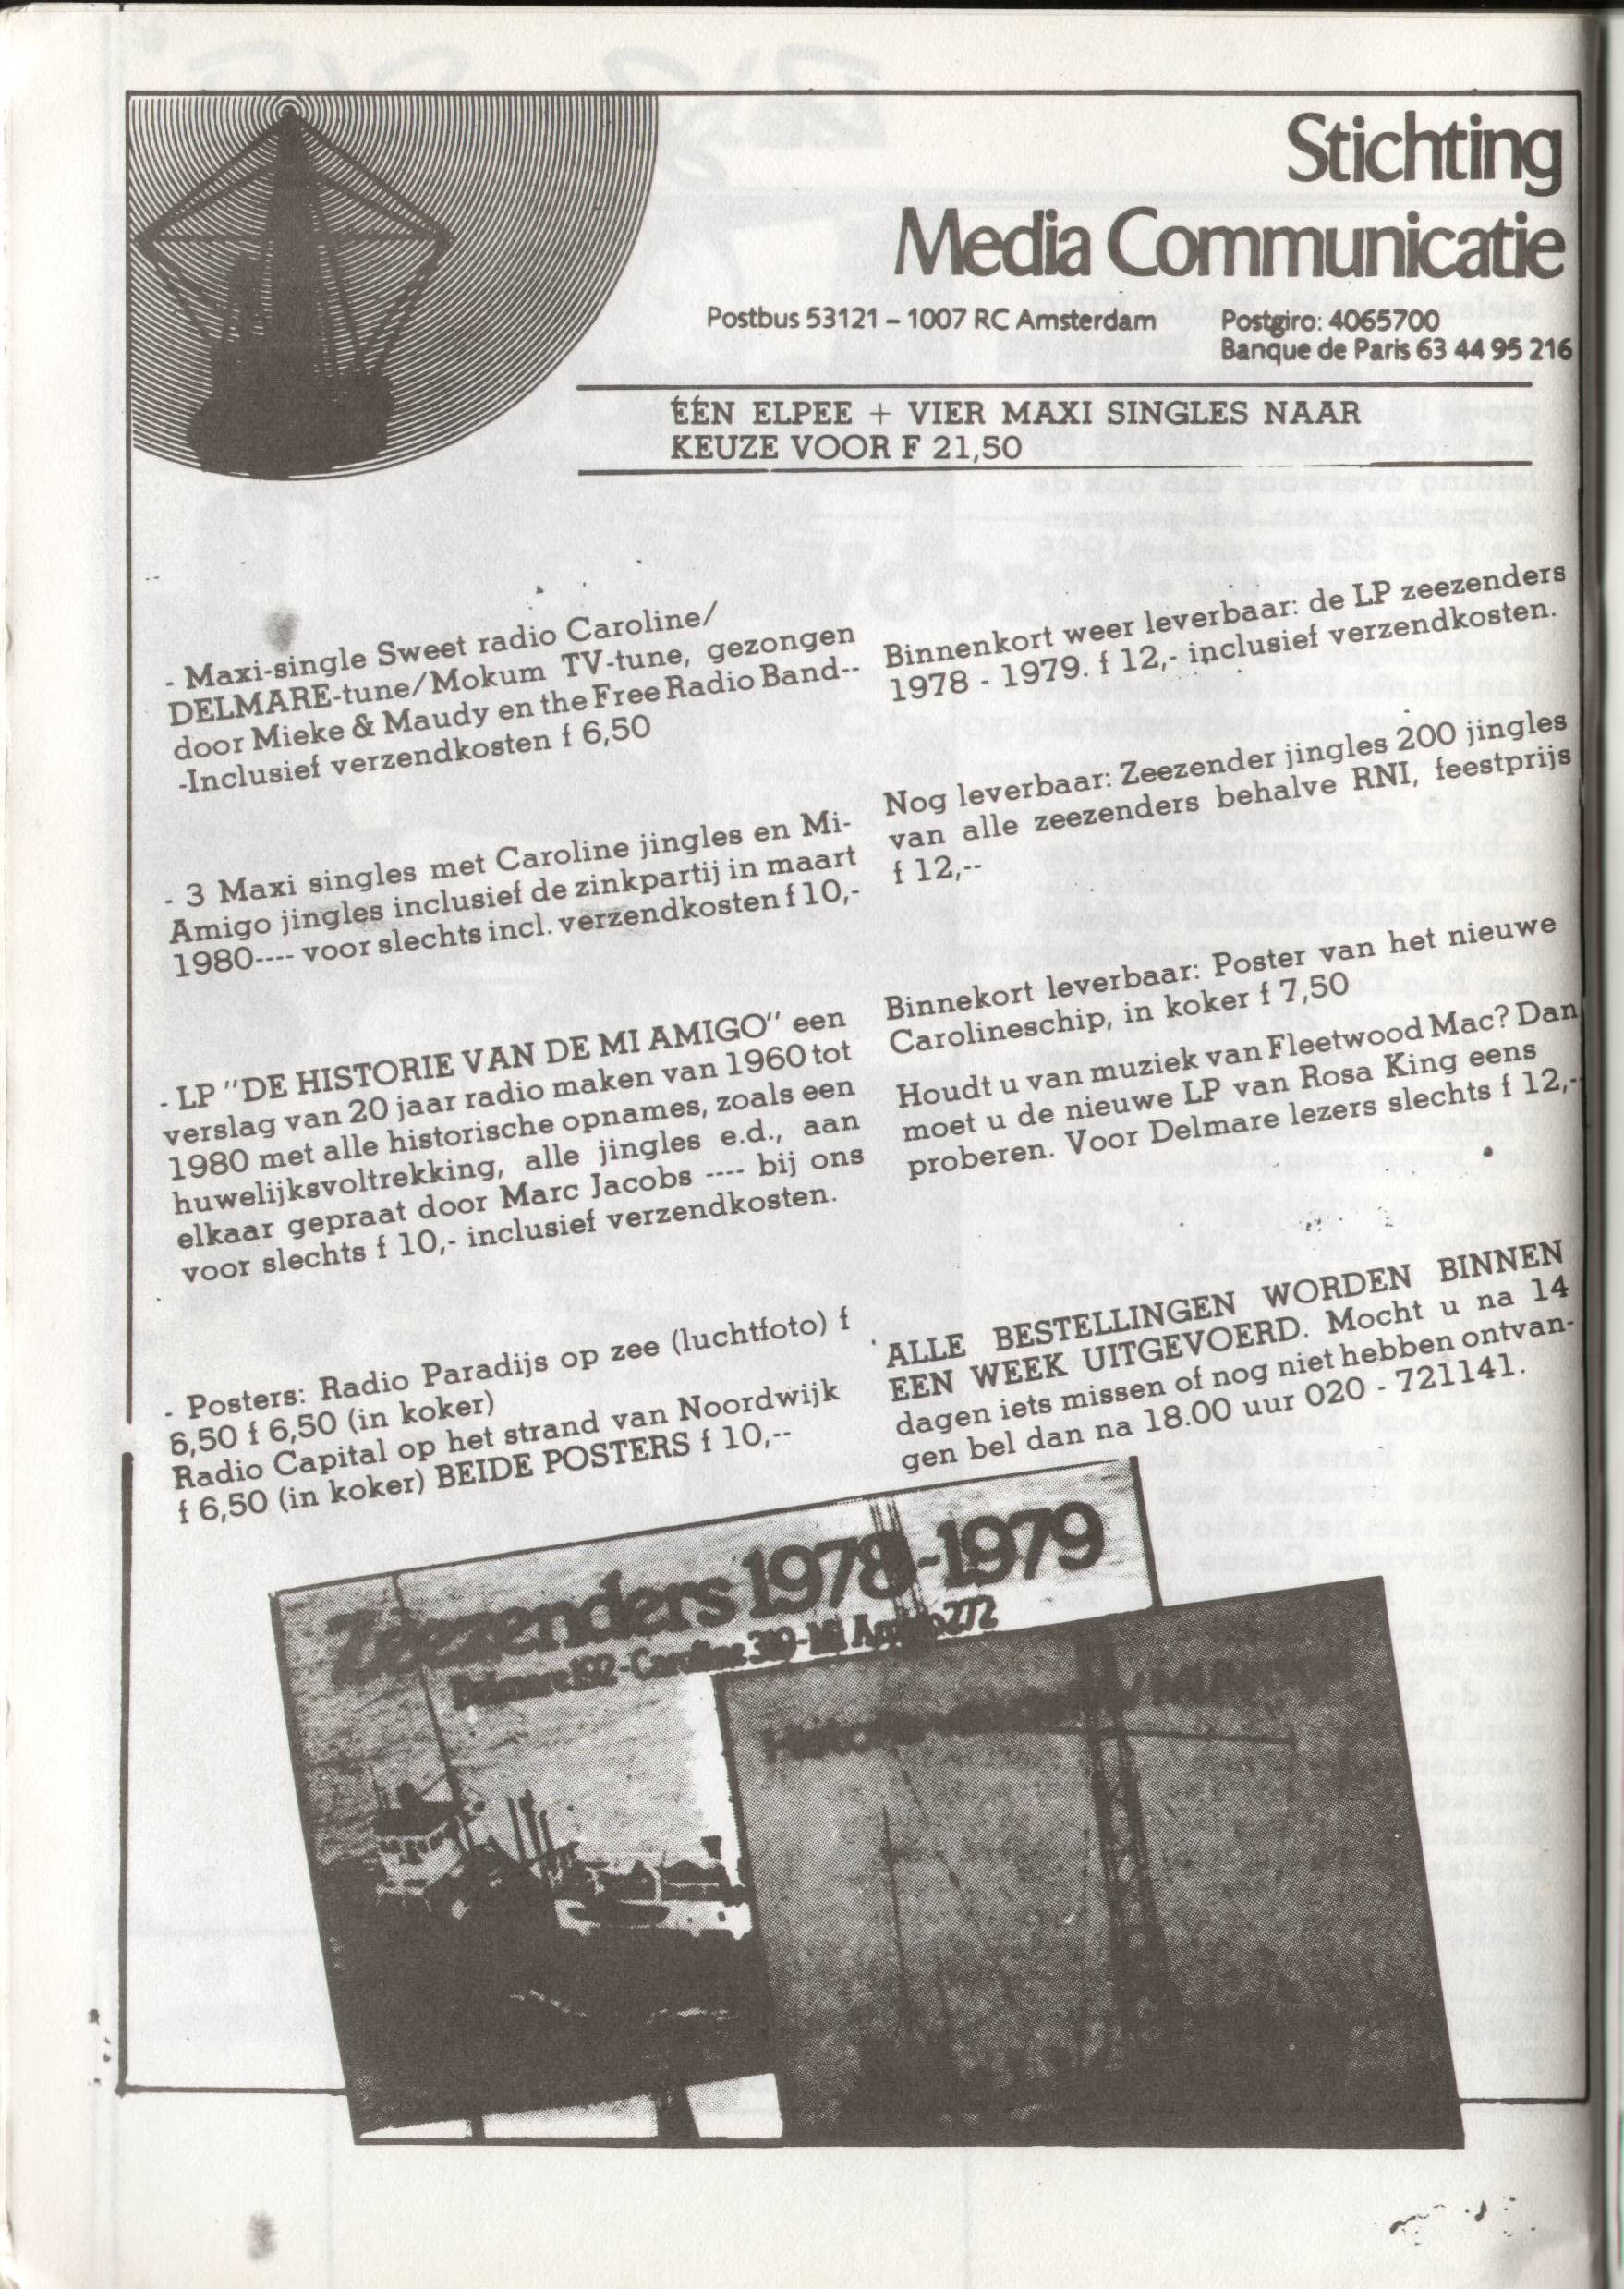 Stichting
Media Communicatie
Postbus 53121 – 1007 RC Amsterdam
Postgiro: 4065700
Banque de Paris 63 44 95 216
ÉÉN ELPEE + VIER MAXI SINGLES NAAR
KEUZE VOOR F 21,50
- Maxi-single Sweet radio Caroline/
DELMARE-tune/Mokum TV-tune, gezongen
door Mieke & Maudy en the Free Radio Band--
-Inclusief verzendkosten f 6,50
- 3 Maxi singles met Caroline jingles en Mi-
Amigo jingles inclusief de zinkpartij in maart
1980---- voor slechts incl. verzendkosten f 10,-
- LP "DE HISTORIE VAN DE MI AMIGO" een
verslag van 20 jaar radio maken van 1960 tot
1980 met alle historische opnames, zoals een
huwelijksvoltrekking, alle jingles e.d., aan
elkaar gepraat door Marc Jacobs ---- bij ons
voor slechts f 10,- inclusief verzendkosten.
- Posters: Radio Paradijs op zee (luchtfoto) f
6,50 f 6,50 (in koker)
Radio Capital op het strand van Noordwijk
f 6,50 (in koker) BEIDE POSTERS f 10,--
Binnenkort weer leverbaar: de LP zeezenders
1978 - 1979. f 12,- inclusief verzendkosten.
Nog leverbaar: Zeezender jingles 200 jingles
van alle zeezenders behalve RNI, feestprijs
f 12,--
Binnekort leverbaar: Poster van het nieuwe
Carolineschip, in koker f 7,50
Houdt u van muziek van Fleetwood Mac? Dan
moet u de nieuwe LP van Rosa King eens
proberen. Voor Delmare lezers slechts f 12,-
ALLE BESTELLINGEN WORDEN BINNEN
EEN WEEK UITGEVOERD. Mocht u na 14
dagen iets missen of nog niet hebben ontvan-
gen bel dan na 18.00 uur 020 - 721141.
Zeezenders 1978-1979
Delmare 192 - Caroline 319 - Mi Amigo 272